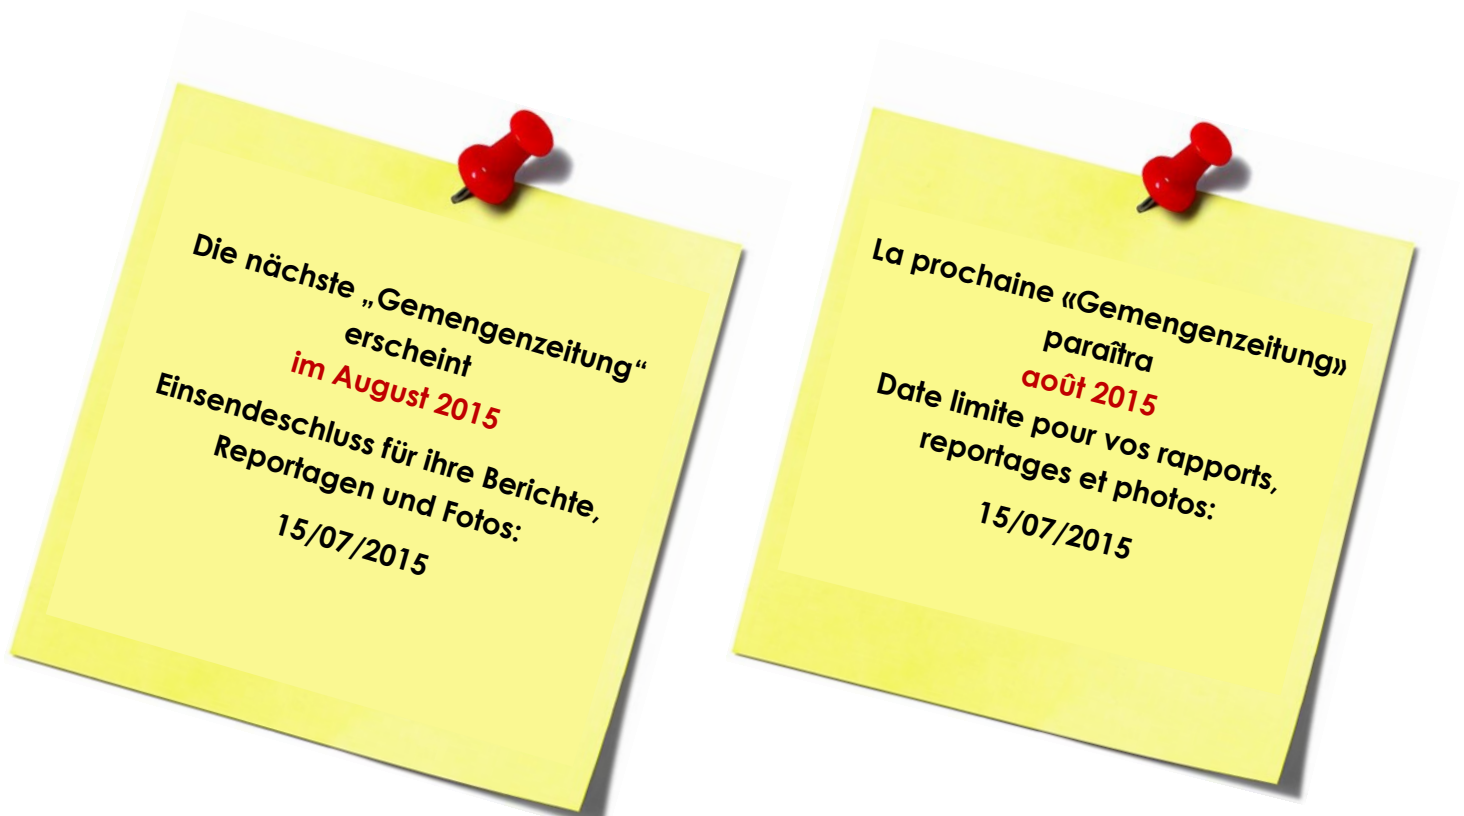 Die nächste „Gemengenzeitung“
erscheint
im August 2015
Einsendeschluss für ihre Berichte,
Reportagen und Fotos:
15/07/2015
La prochaine «Gemengenzeitung»
paraîtra
août 2015
Date limite pour vos rapports,
reportages et photos:
15/07/2015